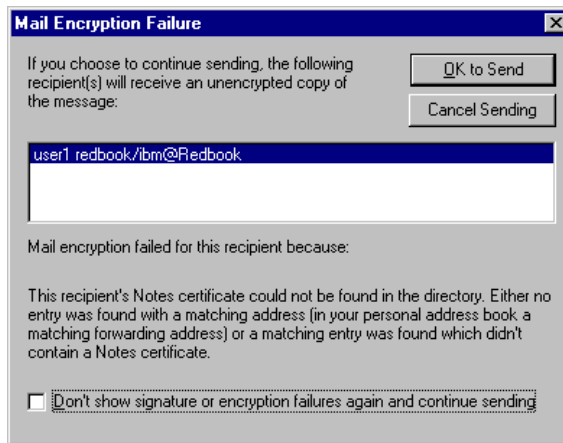 Mail Encryption Failure
If you choose to continue sending, the following
recipient(s) will receive an unencrypted copy of
the message:
OK to Send
Cancel Sending
user1 redbook/ibm@Redbook
Mail encryption failed for this recipient because:
This recipient's Notes certificate could not be found in the directory. Either no
entry was found with a matching address (in your personal address book a
matching forwarding address) or a matching entry was found which didn't
contain a Notes certificate.
Don't show signature or encryption failures again and continue sending